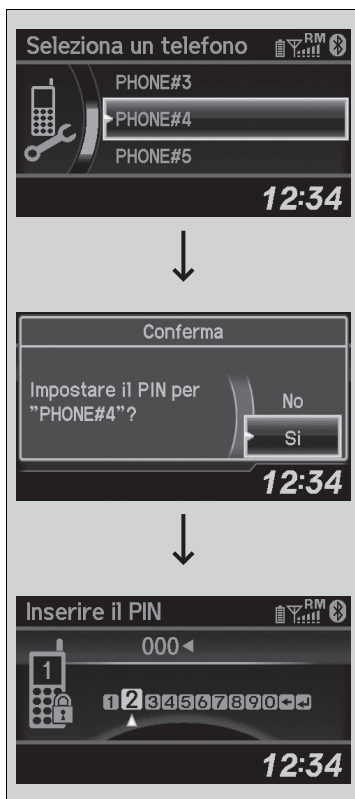 Seleziona un telefono RM
PHONE#3
PHONE#4
PHONE#5
12:34
Conferma
Impostare il PIN per
"PHONE#4"?
No
Si
12:34
Inserire il PIN RM
000
1
1234567890
12:34